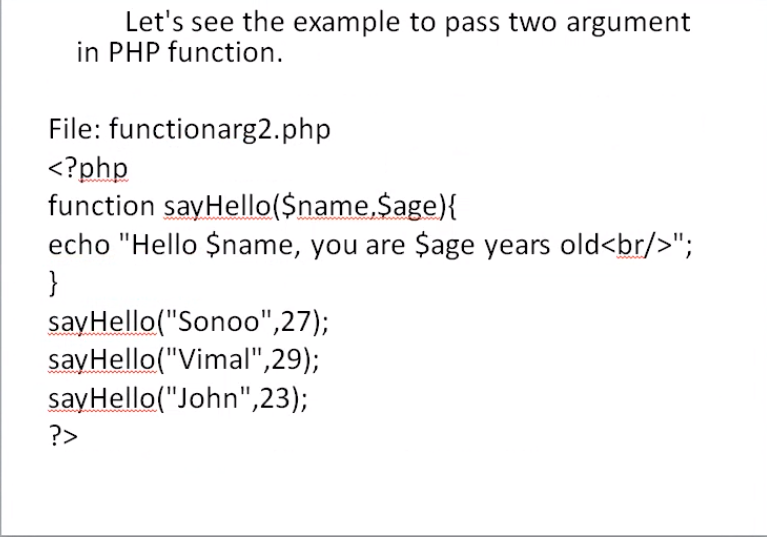 Let's see the example to pass two argument
in PHP function.
File: functionarg2.php
<?php
function sayHello($name,$age){
echo "Hello $name, you are $age years old<br/>";
}
sayHello("Sonoo",27);
sayHello("Vimal",29);
sayHello("John",23);
?>